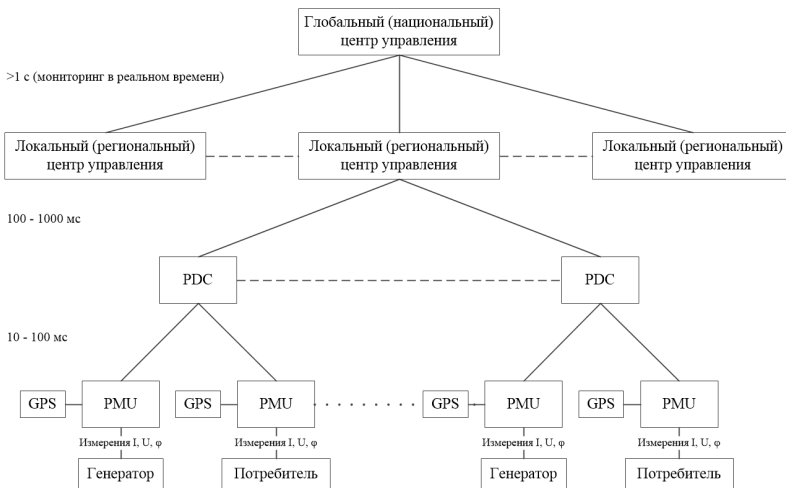 Глобальный (национальный)
центр управления
>1 с (мониторинг в реальном времени)
Локальный (региональный)
центр управления
Локальный (региональный)
центр управления
Локальный (региональный)
центр управления
100 - 1000 мс
PDC
PDC
10 - 100 мс
GPS
PMU
GPS
PMU
GPS
PMU
GPS
PMU
Измерения I, U, φ
Измерения I, U, φ
Измерения I, U, φ
Измерения I, U, φ
Генератор
Потребитель
Генератор
Потребитель